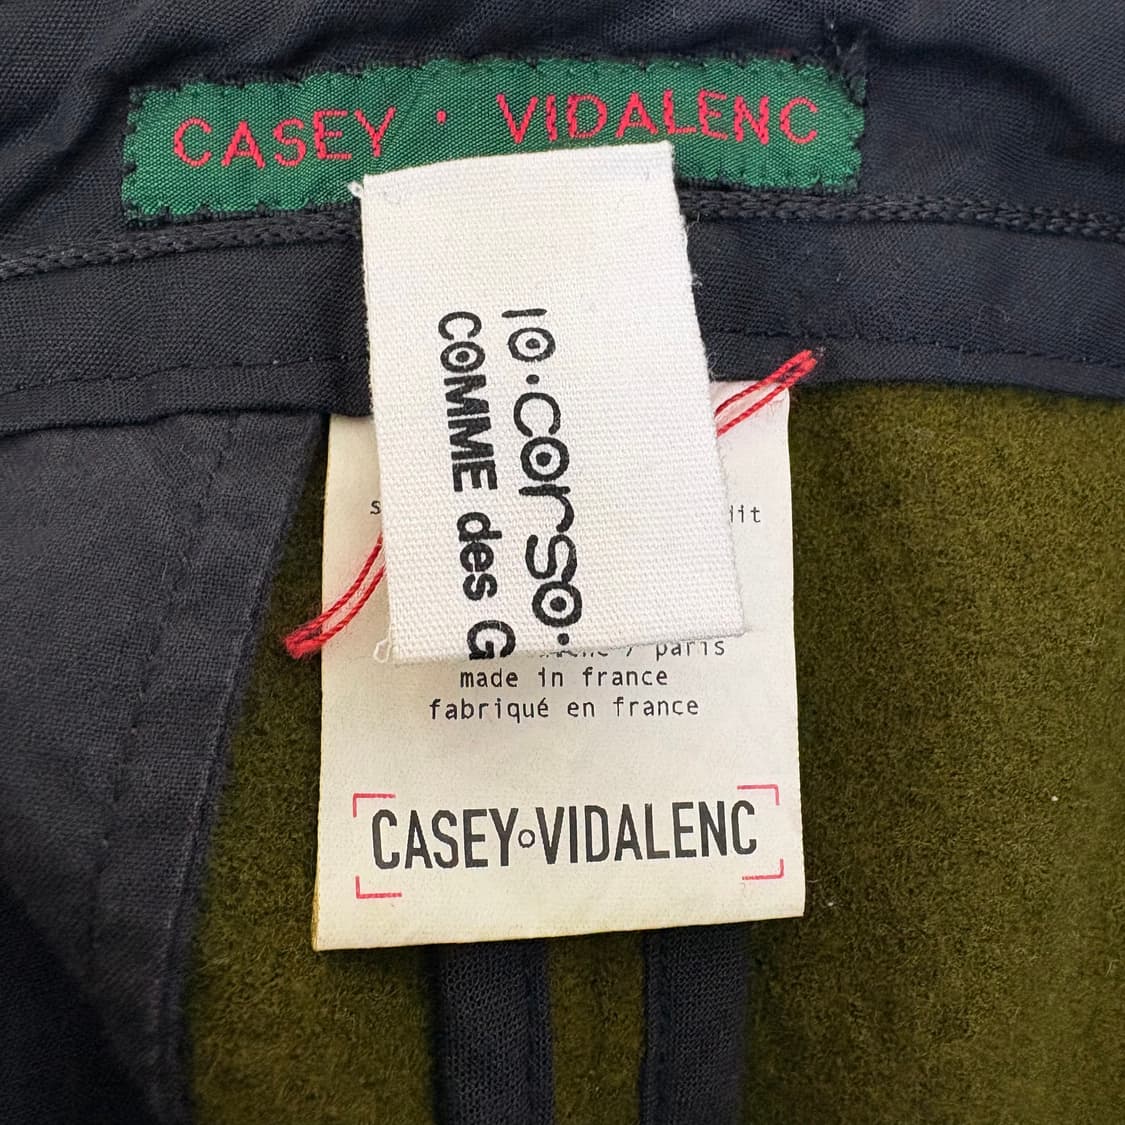 CASEY · VIDALENC
10·corso·
COMME des G
paris
made in france
fabriqué en france
CASEY∘VIDALENC